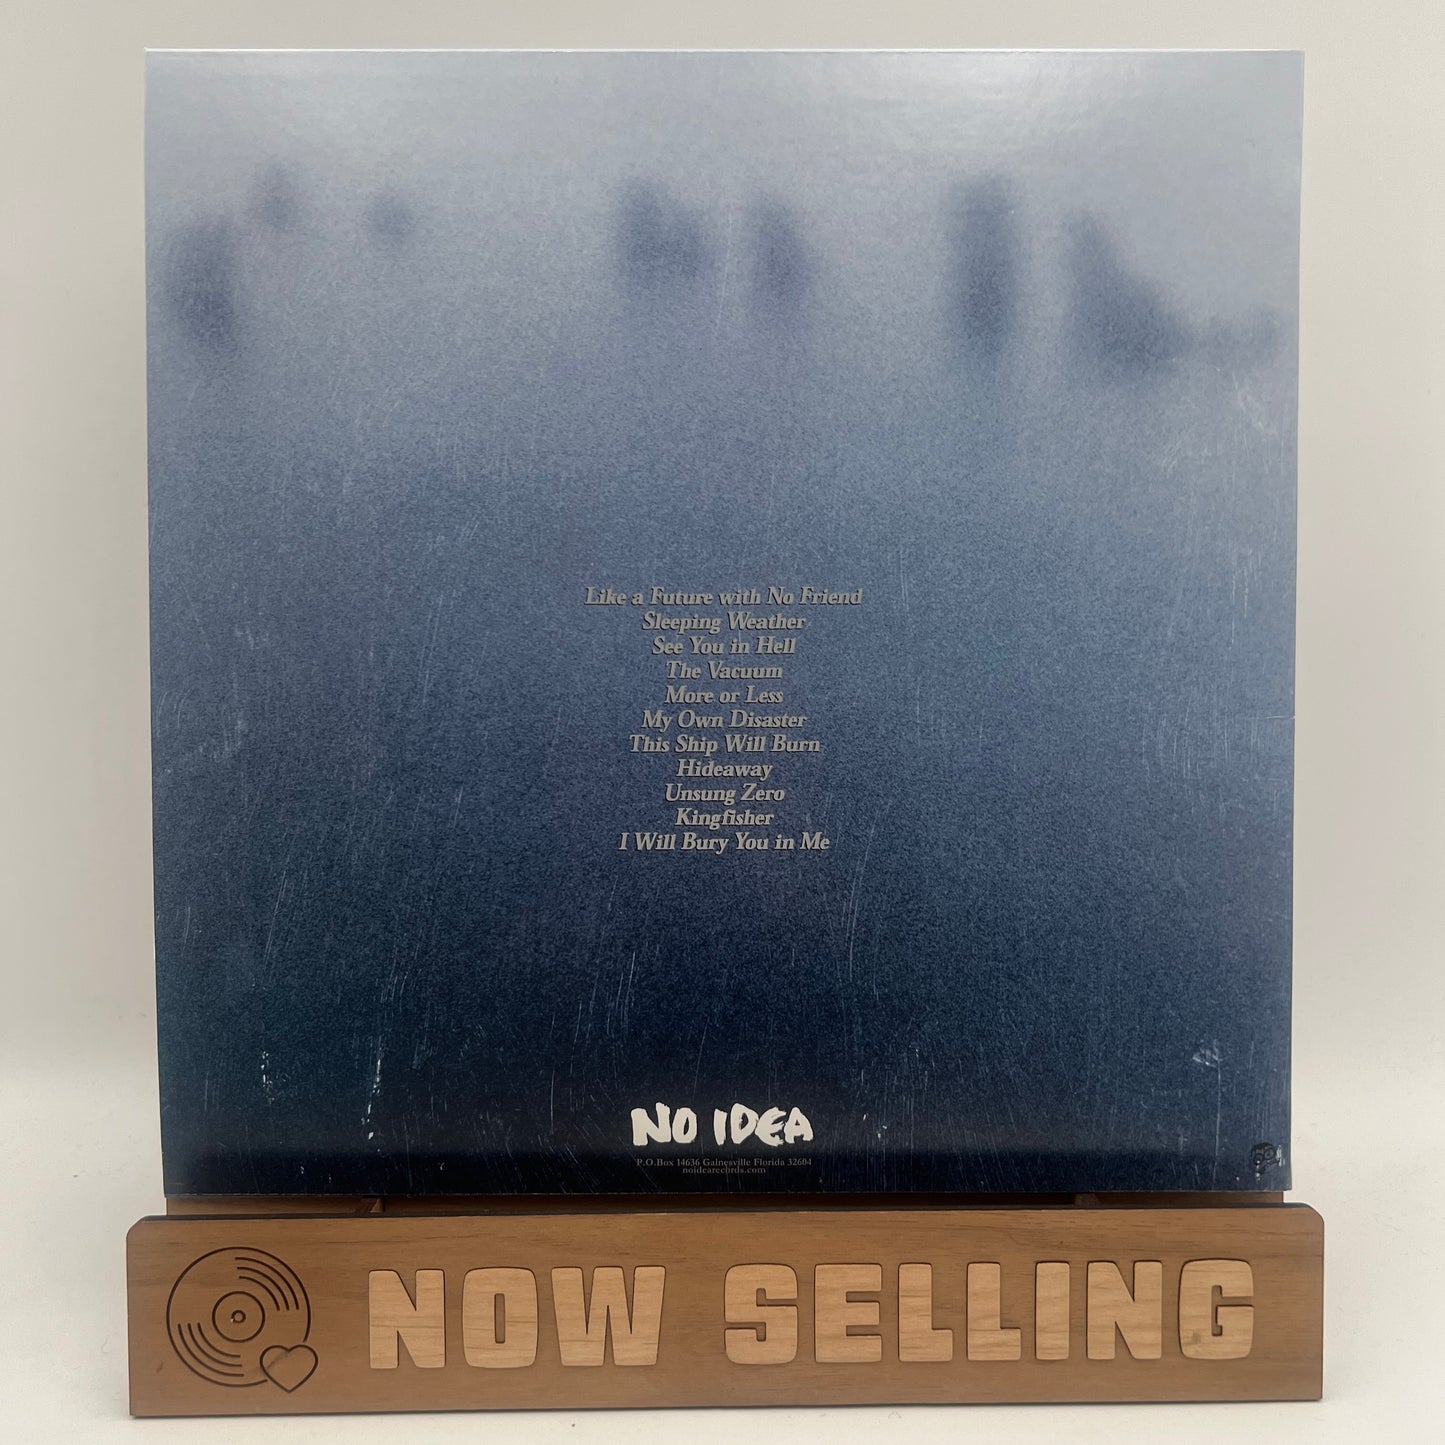 Like a Future with No Friend
Sleeping Weather
See You in Hell
The Vacuum
More or Less
My Own Disaster
This Ship Will Burn
Hideaway
Unsung Zero
Kingfisher
I Will Bury You in Me
NO IDEA
P.O.Box 14636 Gainesville Florida 32604
noidearecords.com
NOW SELLING